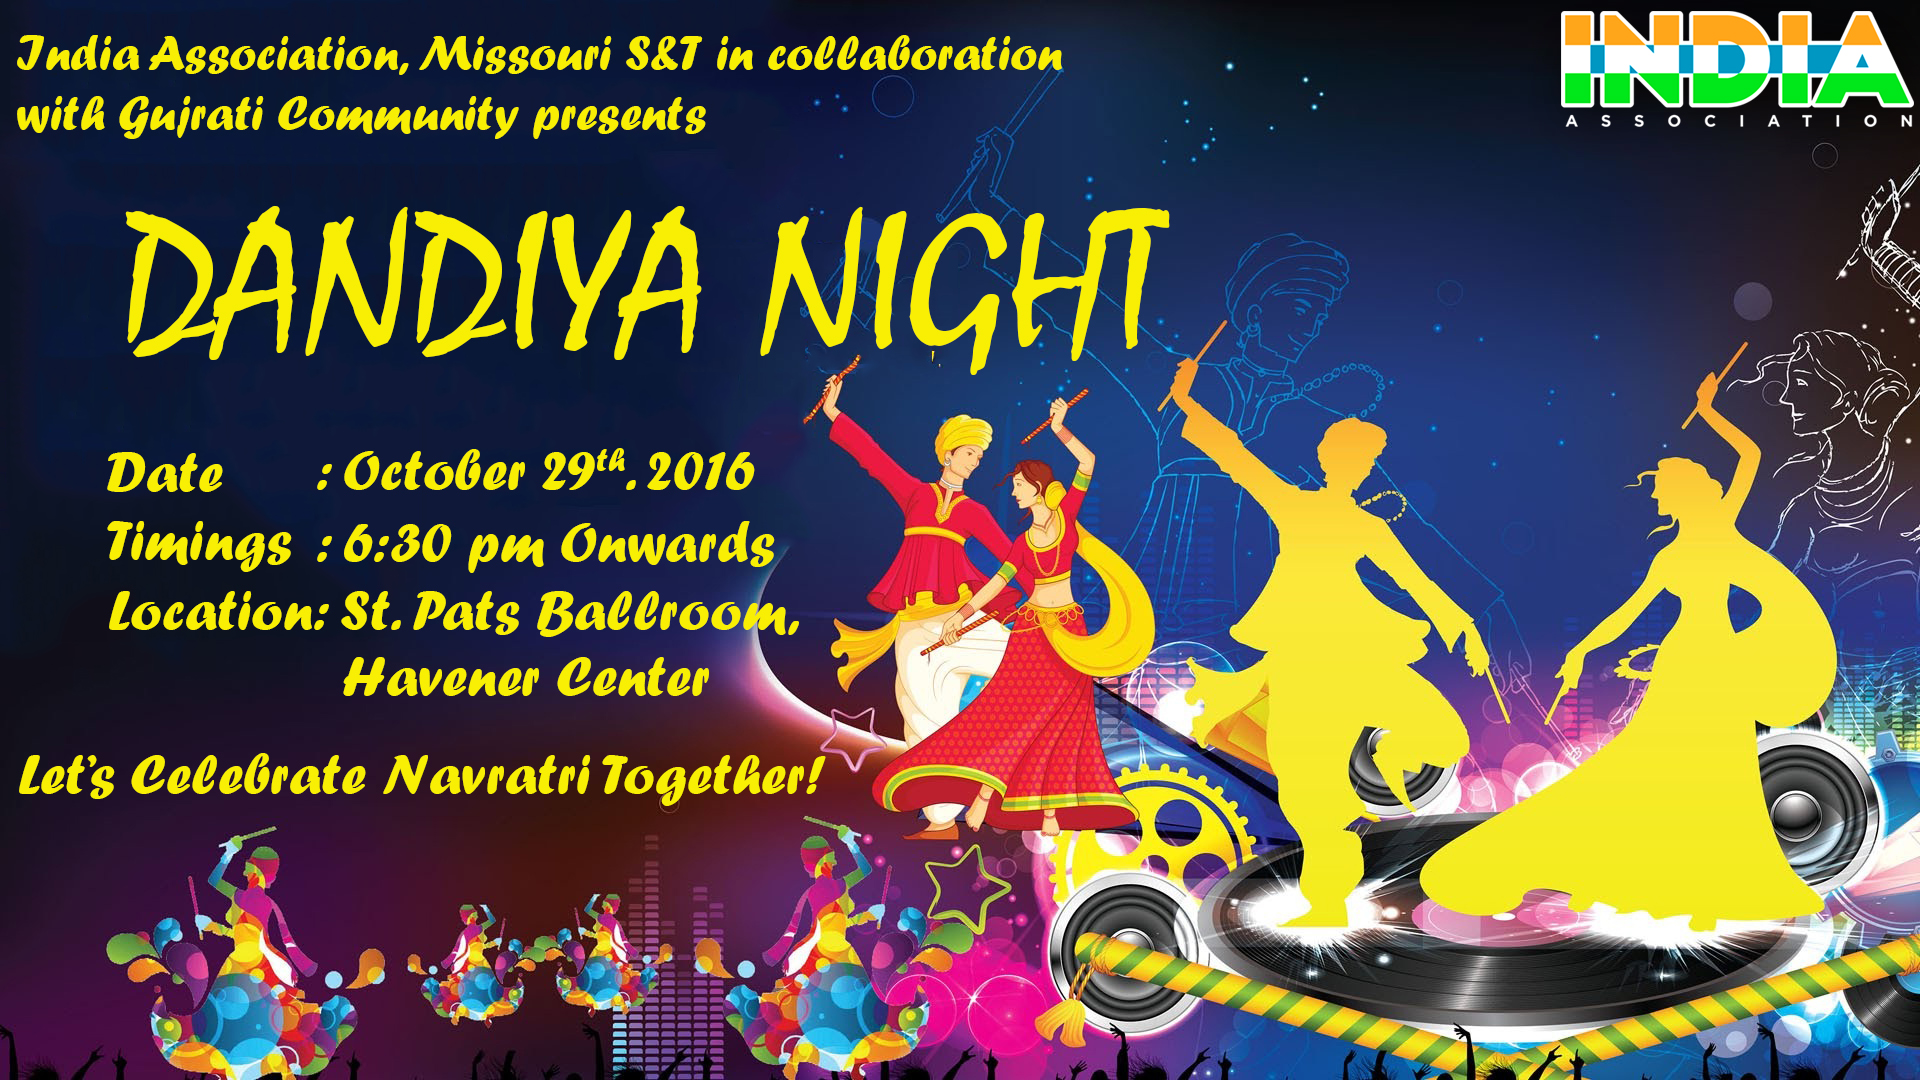 India Association, Missouri S&T in collaboration
with Gujrati Community presents
INDIA
ASSOCIATION
DANDIYA NIGHT
Date : October 29th. 2016
Timings : 6:30 pm Onwards
Location: St. Pats Ballroom,
Havener Center
Let's Celebrate Navratri Together!